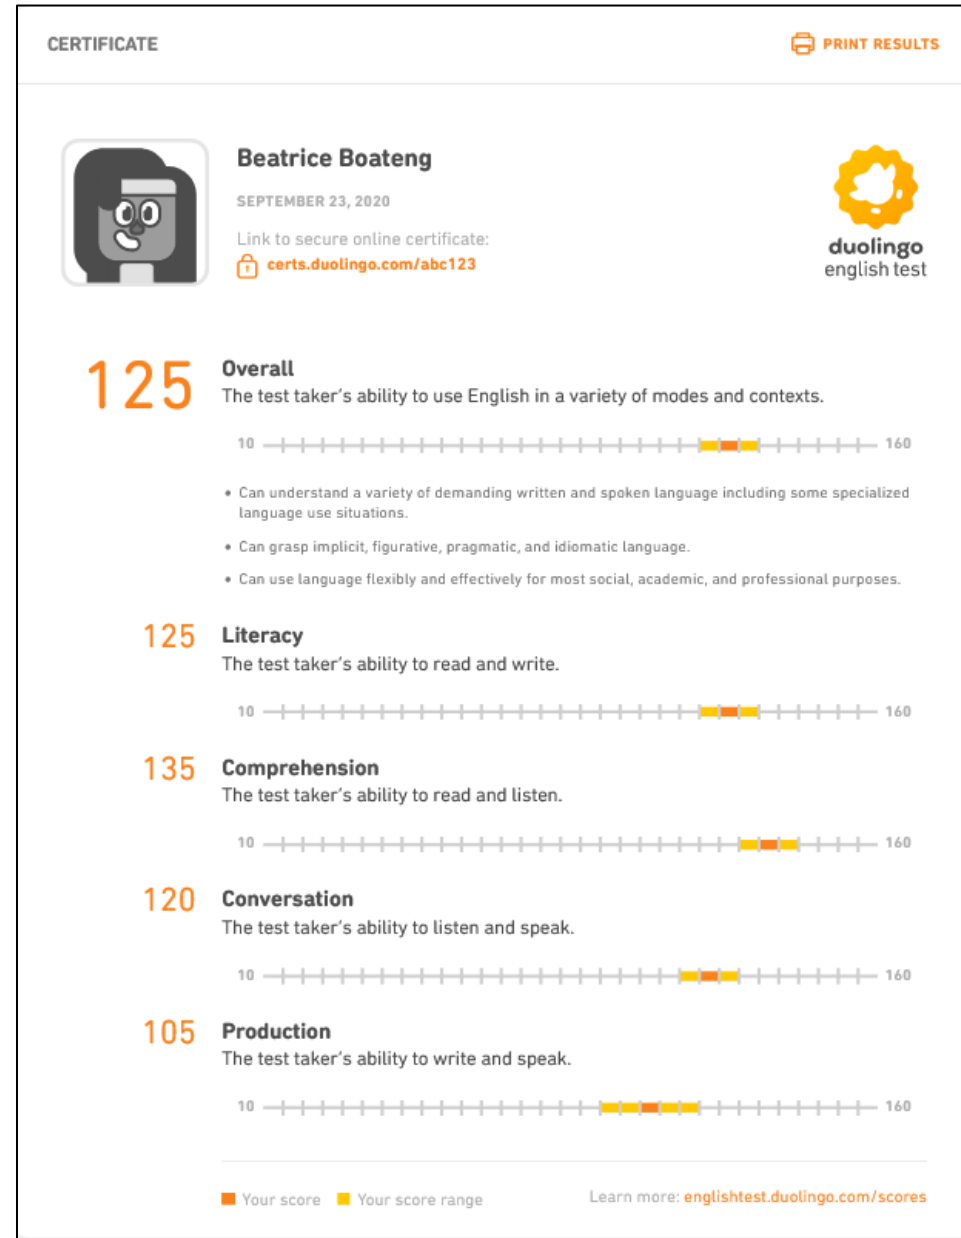 CERTIFICATE
PRINT RESULTS
Beatrice Boateng
SEPTEMBER 23, 2020
Link to secure online certificate:
certs.duolingo.com/abc123
duolingo
english test
125
Overall
The test taker's ability to use English in a variety of modes and contexts.
10 160
• Can understand a variety of demanding written and spoken language including some specialized
language use situations.
• Can grasp implicit, figurative, pragmatic, and idiomatic language.
• Can use language flexibly and effectively for most social, academic, and professional purposes.
125 Literacy
The test taker's ability to read and write.
10 160
135 Comprehension
The test taker's ability to read and listen.
10 160
120 Conversation
The test taker's ability to listen and speak.
10 160
105 Production
The test taker's ability to write and speak.
10 160
Your score Your score range Learn more: englishtest.duolingo.com/scores